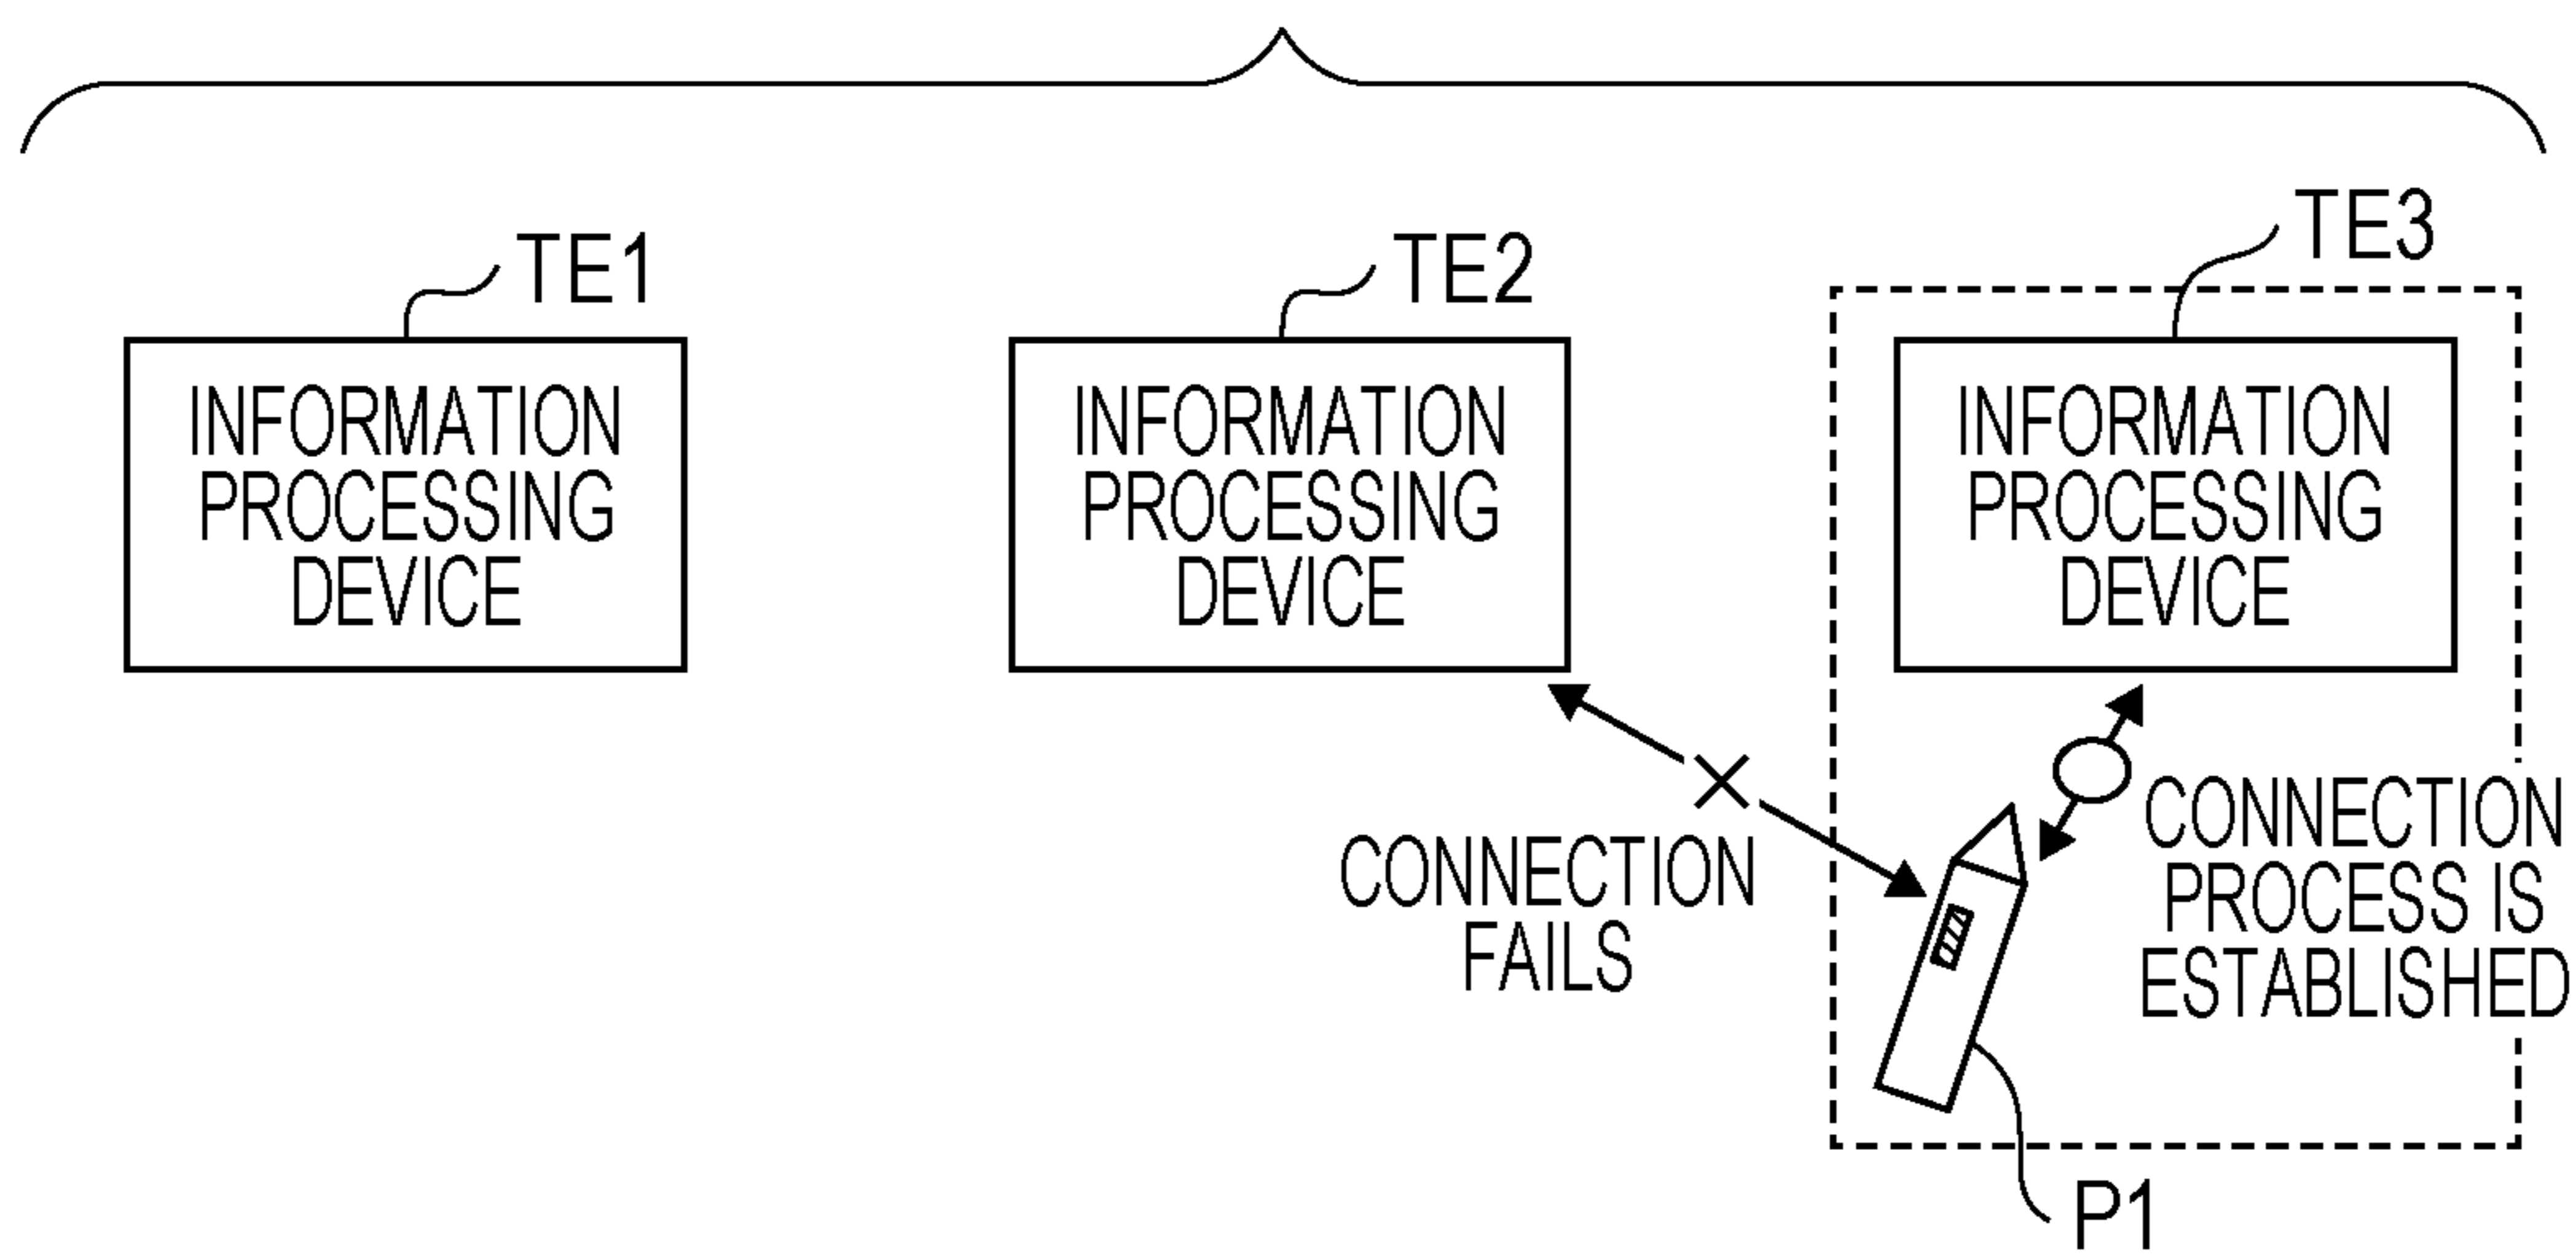 TE1
INFORMATION
PROCESSING
DEVICE
TE2
INFORMATION
PROCESSING
DEVICE
TE3
INFORMATION
PROCESSING
DEVICE
CONNECTION
FAILS
CONNECTION
PROCESS IS
ESTABLISHED
P1